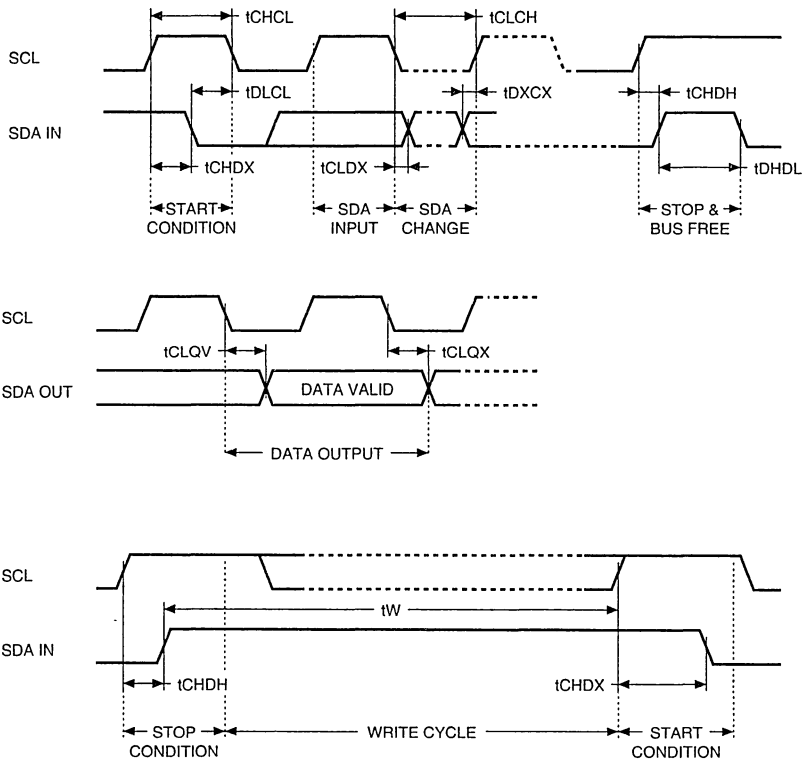 tCHCL
tCLCH
SCL
tDLCL
tDXCX
tCHDH
SDA IN
tCHDX
tCLDX
tDHDL
START
CONDITION
SDA
INPUT
SDA
CHANGE
STOP &
BUS FREE
SCL
tCLQV
tCLQX
SDA OUT
DATA VALID
DATA OUTPUT
SCL
tW
SDA IN
tCHDH
tCHDX
STOP
CONDITION
WRITE CYCLE
START
CONDITION